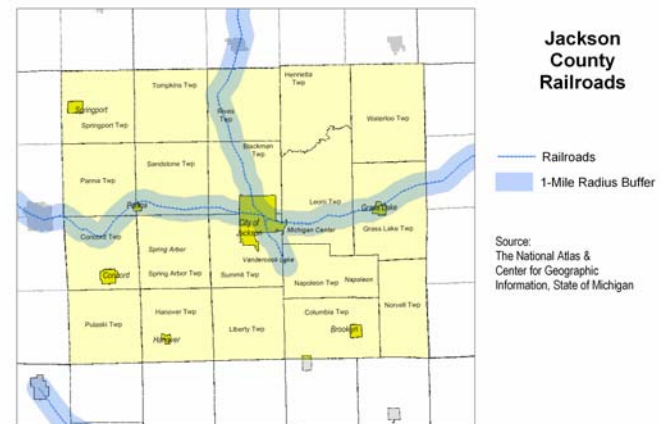 Jackson
County
Railroads
Railroads
1-Mile Radius Buffer
Source:
The National Atlas &
Center for Geographic
Information, State of Michigan
Henrietta
Twp
Tompkins Twp
Springport
Rives
Twp
Waterloo Twp
Springport Twp
Blackman
Twp
Sandstone Twp
Parma Twp
Leoni Twp
Parma
Grass Lake
City of
Jackson
Michigan Center
Grass Lake Twp
Concord Twp
Spring Arbor
Vandercook Lake
Concord
Spring Arbor Twp
Summit Twp
Napoleon Twp
Napoleon
Norvell Twp
Hanover Twp
Columbia Twp
Pulaski Twp
Liberty Twp
Brooklyn
Hanover